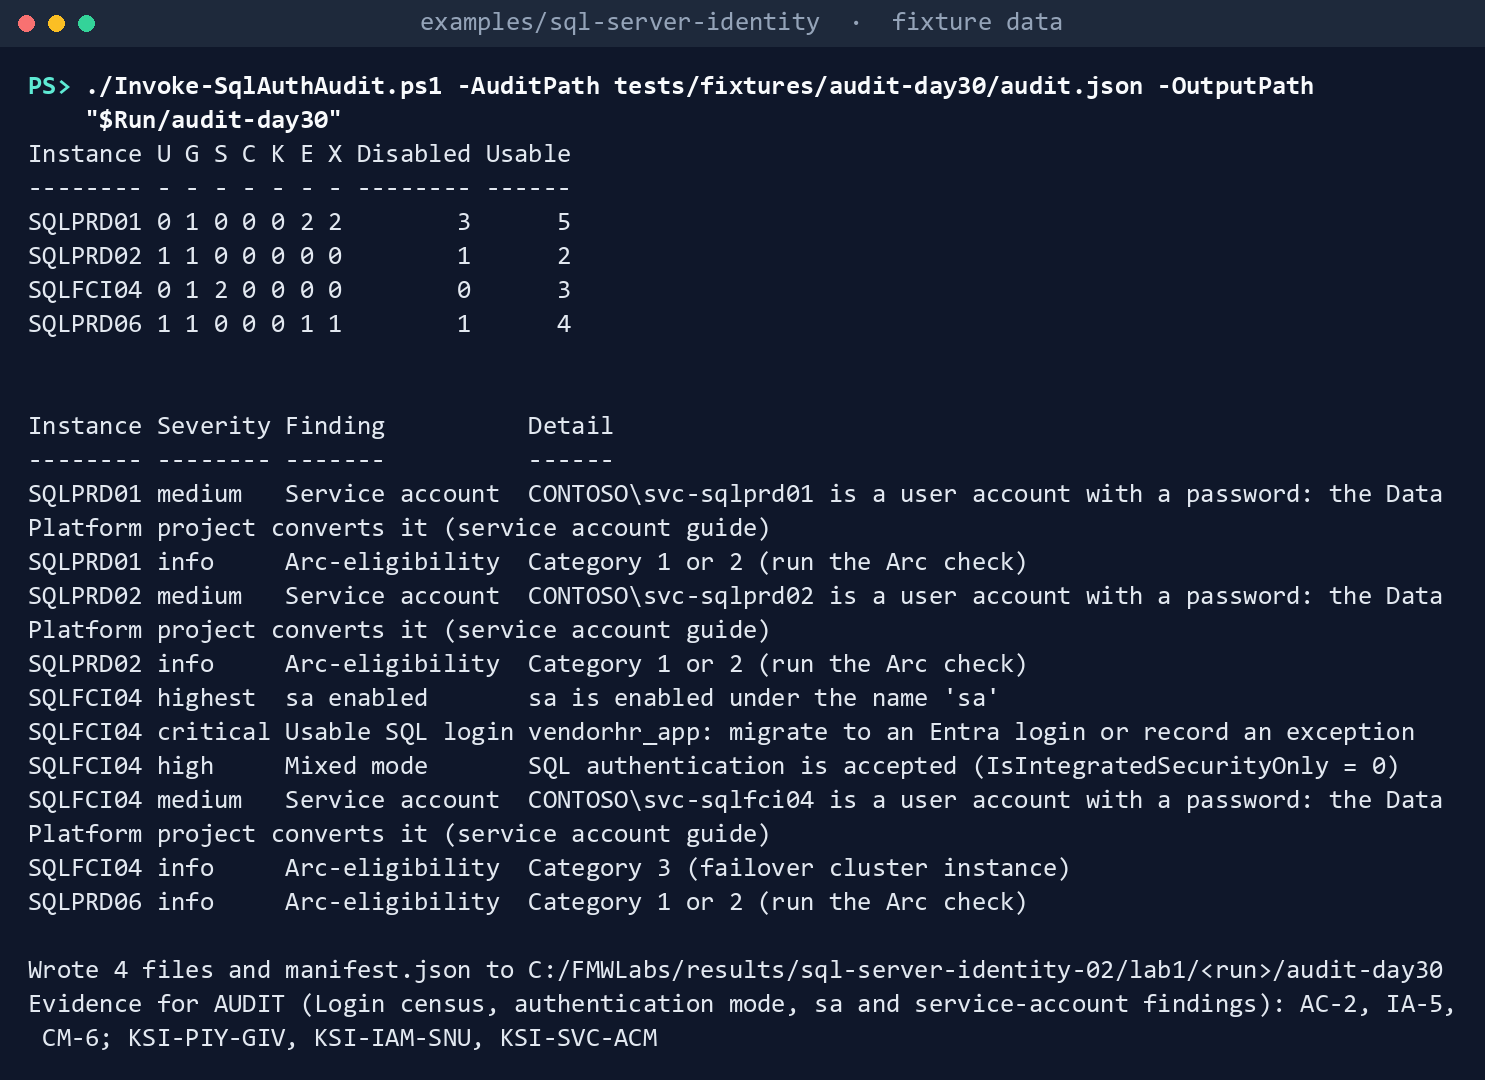 examples/sql-server-identity · fixture data
PS> ./Invoke-SqlAuthAudit.ps1 -AuditPath tests/fixtures/audit-day30/audit.json -OutputPath
"$Run/audit-day30"
Instance U G S C K E X Disabled Usable
-------- - - - - - - - -------- ------
SQLPRD01 0 1 0 0 0 2 2        3      5
SQLPRD02 1 1 0 0 0 0 0        1      2
SQLFCI04 0 1 2 0 0 0 0        0      3
SQLPRD06 1 1 0 0 0 1 1        1      4
Instance Severity Finding          Detail
-------- -------- -------          ------
SQLPRD01 medium   Service account  CONTOSO\svc-sqlprd01 is a user account with a password: the Data
Platform project converts it (service account guide)
SQLPRD01 info     Arc-eligibility  Category 1 or 2 (run the Arc check)
SQLPRD02 medium   Service account  CONTOSO\svc-sqlprd02 is a user account with a password: the Data
Platform project converts it (service account guide)
SQLPRD02 info     Arc-eligibility  Category 1 or 2 (run the Arc check)
SQLFCI04 highest  sa enabled       sa is enabled under the name 'sa'
SQLFCI04 critical Usable SQL login vendorhr_app: migrate to an Entra login or record an exception
SQLFCI04 high     Mixed mode       SQL authentication is accepted (IsIntegratedSecurityOnly = 0)
SQLFCI04 medium   Service account  CONTOSO\svc-sqlfci04 is a user account with a password: the Data
Platform project converts it (service account guide)
SQLFCI04 info     Arc-eligibility  Category 3 (failover cluster instance)
SQLPRD06 info     Arc-eligibility  Category 1 or 2 (run the Arc check)
Wrote 4 files and manifest.json to C:/FMWLabs/results/sql-server-identity-02/lab1/<run>/audit-day30
Evidence for AUDIT (Login census, authentication mode, sa and service-account findings): AC-2, IA-5,
CM-6; KSI-PIY-GIV, KSI-IAM-SNU, KSI-SVC-ACM